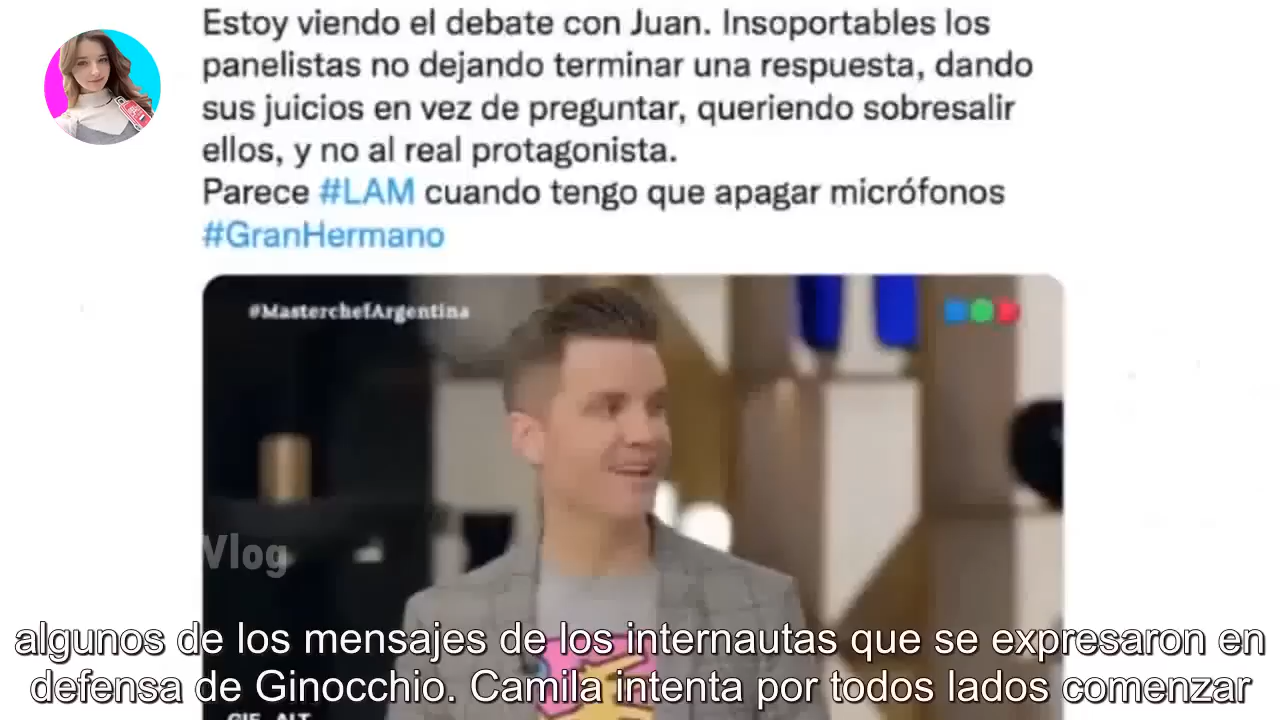 Estoy viendo el debate con Juan. Insoportables los
panelistas no dejando terminar una respuesta, dando
sus juicios en vez de preguntar, queriendo sobresalir
ellos, y no al real protagonista.
Parece #LAM cuando tengo que apagar micrófonos
#GranHermano
#MasterchefArgentina
Vlog
algunos de los mensajes de los internautas que se expresaron en
defensa de Ginocchio. Camila intenta por todos lados comenzar
GIF ALT